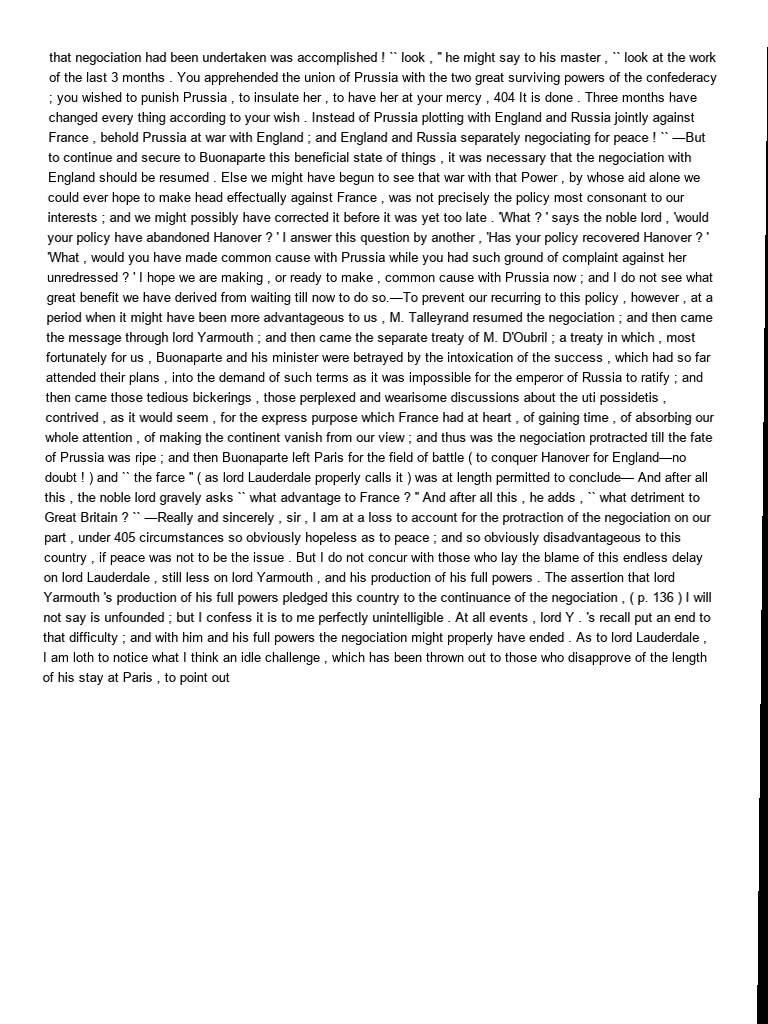 that negociation had been undertaken was accomplished ! `` look , '' he might say to his master , `` look at the work
of the last 3 months . You apprehended the union of Prussia with the two great surviving powers of the confederacy
; you wished to punish Prussia , to insulate her , to have her at your mercy , 404 It is done . Three months have
changed every thing according to your wish . Instead of Prussia plotting with England and Russia jointly against
France , behold Prussia at war with England ; and England and Russia separately negociating for peace ! `` —But
to continue and secure to Buonaparte this beneficial state of things , it was necessary that the negociation with
England should be resumed . Else we might have begun to see that war with that Power , by whose aid alone we
could ever hope to make head effectually against France , was not precisely the policy most consonant to our
interests ; and we might possibly have corrected it before it was yet too late . 'What ? ' says the noble lord , 'would
your policy have abandoned Hanover ? ' I answer this question by another , 'Has your policy recovered Hanover ? '
'What , would you have made common cause with Prussia while you had such ground of complaint against her
unredressed ? ' I hope we are making , or ready to make , common cause with Prussia now ; and I do not see what
great benefit we have derived from waiting till now to do so.—To prevent our recurring to this policy , however , at a
period when it might have been more advantageous to us , M. Talleyrand resumed the negociation ; and then came
the message through lord Yarmouth ; and then came the separate treaty of M. D'Oubril ; a treaty in which , most
fortunately for us , Buonaparte and his minister were betrayed by the intoxication of the success , which had so far
attended their plans , into the demand of such terms as it was impossible for the emperor of Russia to ratify ; and
then came those tedious bickerings , those perplexed and wearisome discussions about the uti possidetis ,
contrived , as it would seem , for the express purpose which France had at heart , of gaining time , of absorbing our
whole attention , of making the continent vanish from our view ; and thus was the negociation protracted till the fate
of Prussia was ripe ; and then Buonaparte left Paris for the field of battle ( to conquer Hanover for England—no
doubt ! ) and `` the farce '' ( as lord Lauderdale properly calls it ) was at length permitted to conclude— And after all
this , the noble lord gravely asks `` what advantage to France ? '' And after all this , he adds , `` what detriment to
Great Britain ? `` —Really and sincerely , sir , I am at a loss to account for the protraction of the negociation on our
part , under 405 circumstances so obviously hopeless as to peace ; and so obviously disadvantageous to this
country , if peace was not to be the issue . But I do not concur with those who lay the blame of this endless delay
on lord Lauderdale , still less on lord Yarmouth , and his production of his full powers . The assertion that lord
Yarmouth 's production of his full powers pledged this country to the continuance of the negociation , ( p. 136 ) I will
not say is unfounded ; but I confess it is to me perfectly unintelligible . At all events , lord Y . 's recall put an end to
that difficulty ; and with him and his full powers the negociation might properly have ended . As to lord Lauderdale ,
I am loth to notice what I think an idle challenge , which has been thrown out to those who disapprove of the length
of his stay at Paris , to point out